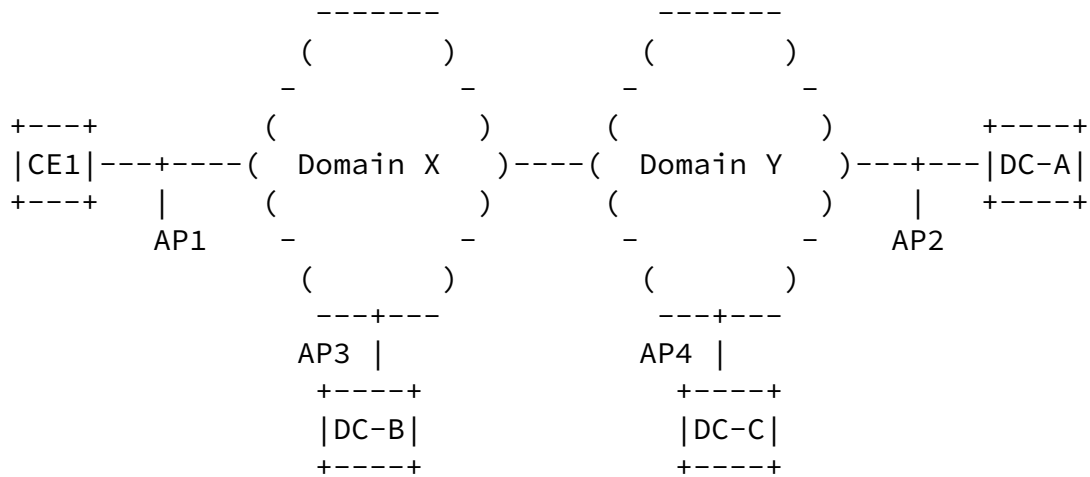 -------            -------
                (       )          (       )
               -         -        -         -
+---+         (           )      (           )        +----+
|CE1|---+----(  Domain X   )----(  Domain Y   )---+---|DC-A|
+---+   |     (           )      (           )    |   +----+
       AP1     -         -        -         -    AP2
                (       )          (       )
                 ---+---            ---+---
                AP3 |              AP4 |
                 +----+              +----+
                 |DC-B|              |DC-C|
                 +----+              +----+